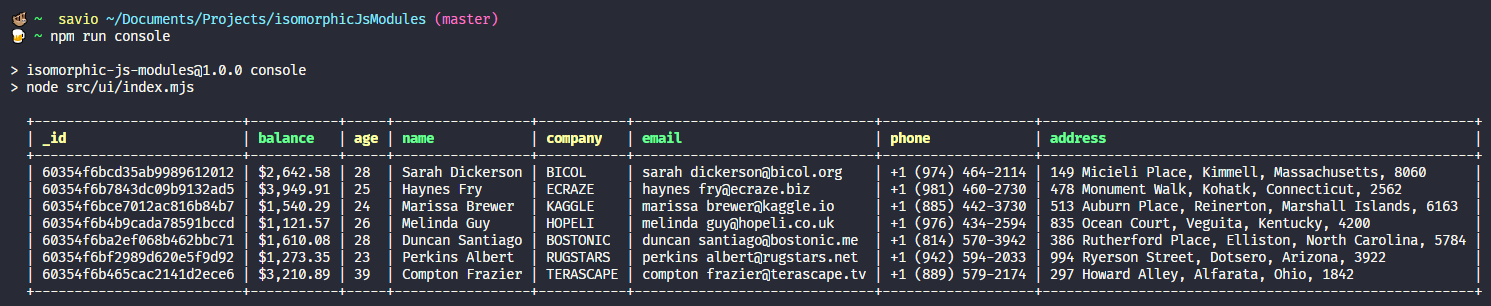 ~ savio ~/Documents/Projects/isomorphicJsModules (master)
~ npm run console
> isomorphic-js-modules@1.0.0 console
> node src/ui/index.mjs
| _id | balance | age | name | company | email | phone | address |
| 60354f6bcd35ab9989612012 | $2,642.58 | 28 | Sarah Dickerson | BICOL | sarah dickerson@bicol.org | +1 (974) 464-2114 | 149 Micieli Place, Kimmell, Massachusetts, 8060 |
| 60354f6b7843dc09b9132ad5 | $3,949.91 | 25 | Haynes Fry | ECRAZE | haynes fry@ecraze.biz | +1 (981) 460-2730 | 478 Monument Walk, Kohatk, Connecticut, 2562 |
| 60354f6bce7012ac816b84b7 | $1,540.29 | 24 | Marissa Brewer | KAGGLE | marissa brewer@kaggle.io | +1 (885) 442-3730 | 513 Auburn Place, Reinerton, Marshall Islands, 6163 |
| 60354f6b4b9cada78591bccd | $1,121.57 | 26 | Melinda Guy | HOPELI | melinda guy@hopeli.co.uk | +1 (976) 434-2594 | 835 Ocean Court, Veguita, Kentucky, 4200 |
| 60354f6ba2ef068b462bbc71 | $1,610.08 | 28 | Duncan Santiago | BOSTONIC | duncan santiago@bostonic.me | +1 (814) 570-3942 | 386 Rutherford Place, Elliston, North Carolina, 5784 |
| 60354f6bf2989d620e5f9d92 | $1,273.35 | 23 | Perkins Albert | RUGSTARS | perkins albert@rugstars.net | +1 (942) 594-2033 | 994 Ryerson Street, Dotsero, Arizona, 3922 |
| 60354f6b465cac2141d2ece6 | $3,210.89 | 39 | Compton Frazier | TERASCAPE | compton frazier@terascape.tv | +1 (889) 579-2174 | 297 Howard Alley, Alfarata, Ohio, 1842 |